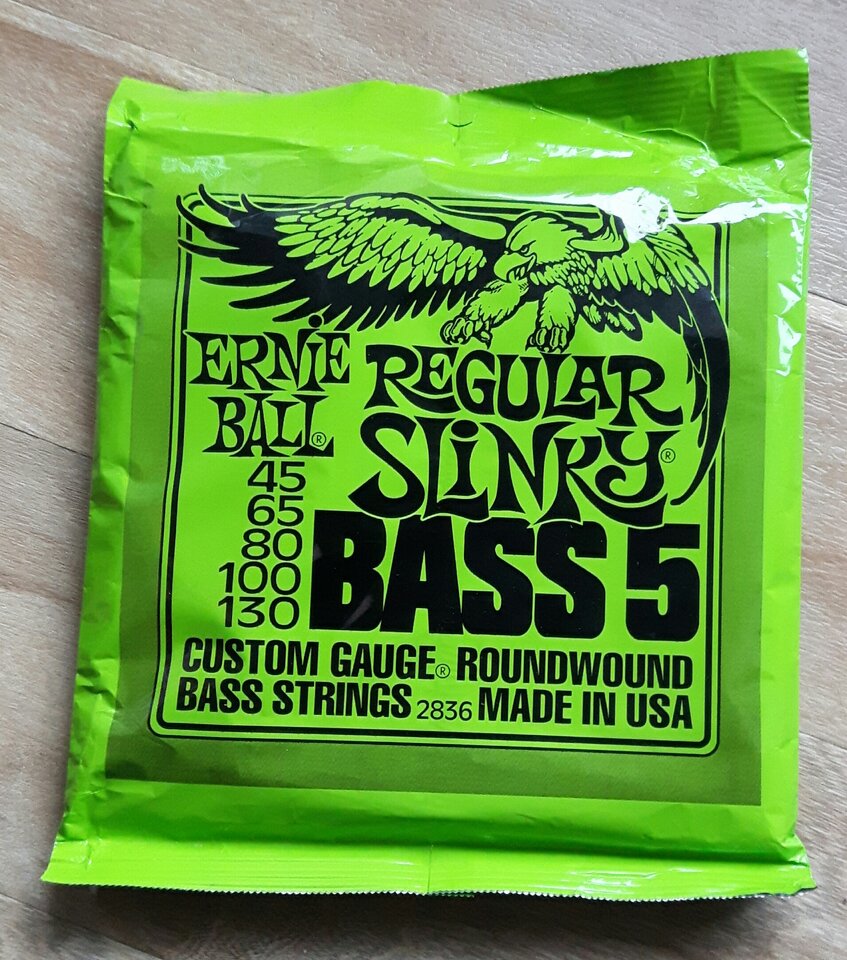 ERNiE
BALL®
REGULAR
SLiNKY®
BASS 5
45
65
80
100
130
CUSTOM GAUGE® ROUNDWOUND
BASS STRINGS 2836 MADE IN USA